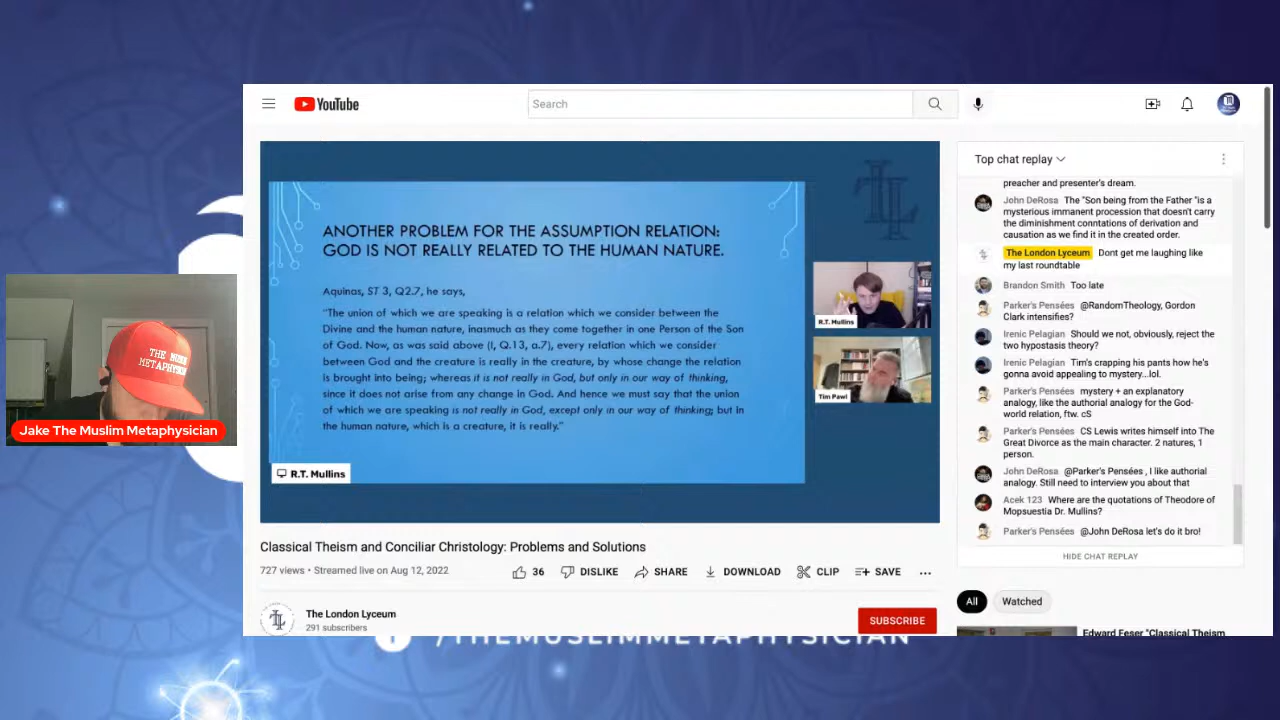 YouTube
Search
ANOTHER PROBLEM FOR THE ASSUMPTION RELATION:
GOD IS NOT REALLY RELATED TO THE HUMAN NATURE.
Aquinas, ST 3, Q2.7, he says,
"The union of which we are speaking is a relation which we consider between the
Divine and the human nature, inasmuch as they come together in one Person of the Son
of God. Now, as was said above (I, Q.13, a.7), every relation which we consider
between God and the creature is really in the creature, by whose change the relation
is brought into being; whereas it is not really in God, but only in our way of thinking,
since it does not arise from any change in God. And hence we must say that the union
of which we are speaking is not really in God, except only in our way of thinking; but in
the human nature, which is a creature, it is really."
R.T. Mullins
R.T. Mullins
Tim Pawl
Classical Theism and Conciliar Christology: Problems and Solutions
727 views • Streamed live on Aug 12, 2022
36
DISLIKE
SHARE
DOWNLOAD
CLIP
SAVE
The London Lyceum
291 subscribers
SUBSCRIBE
Top chat replay
preacher and presenter's dream.
John DeRosa The "Son being from the Father "is a
mysterious immanent procession that doesn't carry
the diminishment conntations of derivation and
causation as we find it in the created order.
The London Lyceum Dont get me laughing like
my last roundtable
Brandon Smith Too late
Parker's Pensées @RandomTheology, Gordon
Clark intensifies?
Irenic Pelagian Should we not, obviously, reject the
two hypostasis theory?
Irenic Pelagian Tim's crapping his pants how he's
gonna avoid appealing to mystery...lol.
Parker's Pensées mystery + an explanatory
analogy, like the authorial analogy for the God-
world relation, ftw. cS
Parker's Pensées CS Lewis writes himself into The
Great Divorce as the main character. 2 natures, 1
person.
John DeRosa @Parker's Pensées , I like authorial
analogy. Still need to interview you about that
Acek 123 Where are the quotations of Theodore of
Mopsuestia Dr. Mullins?
Parker's Pensées @John DeRosa let's do it bro!
HIDE CHAT REPLAY
All
Watched
Edward Feser "Classical Theism
THE MUSLIM
METAPHYSICIAN
Jake The Muslim Metaphysician
/THEMUSLIMMETAPHYSICIAN